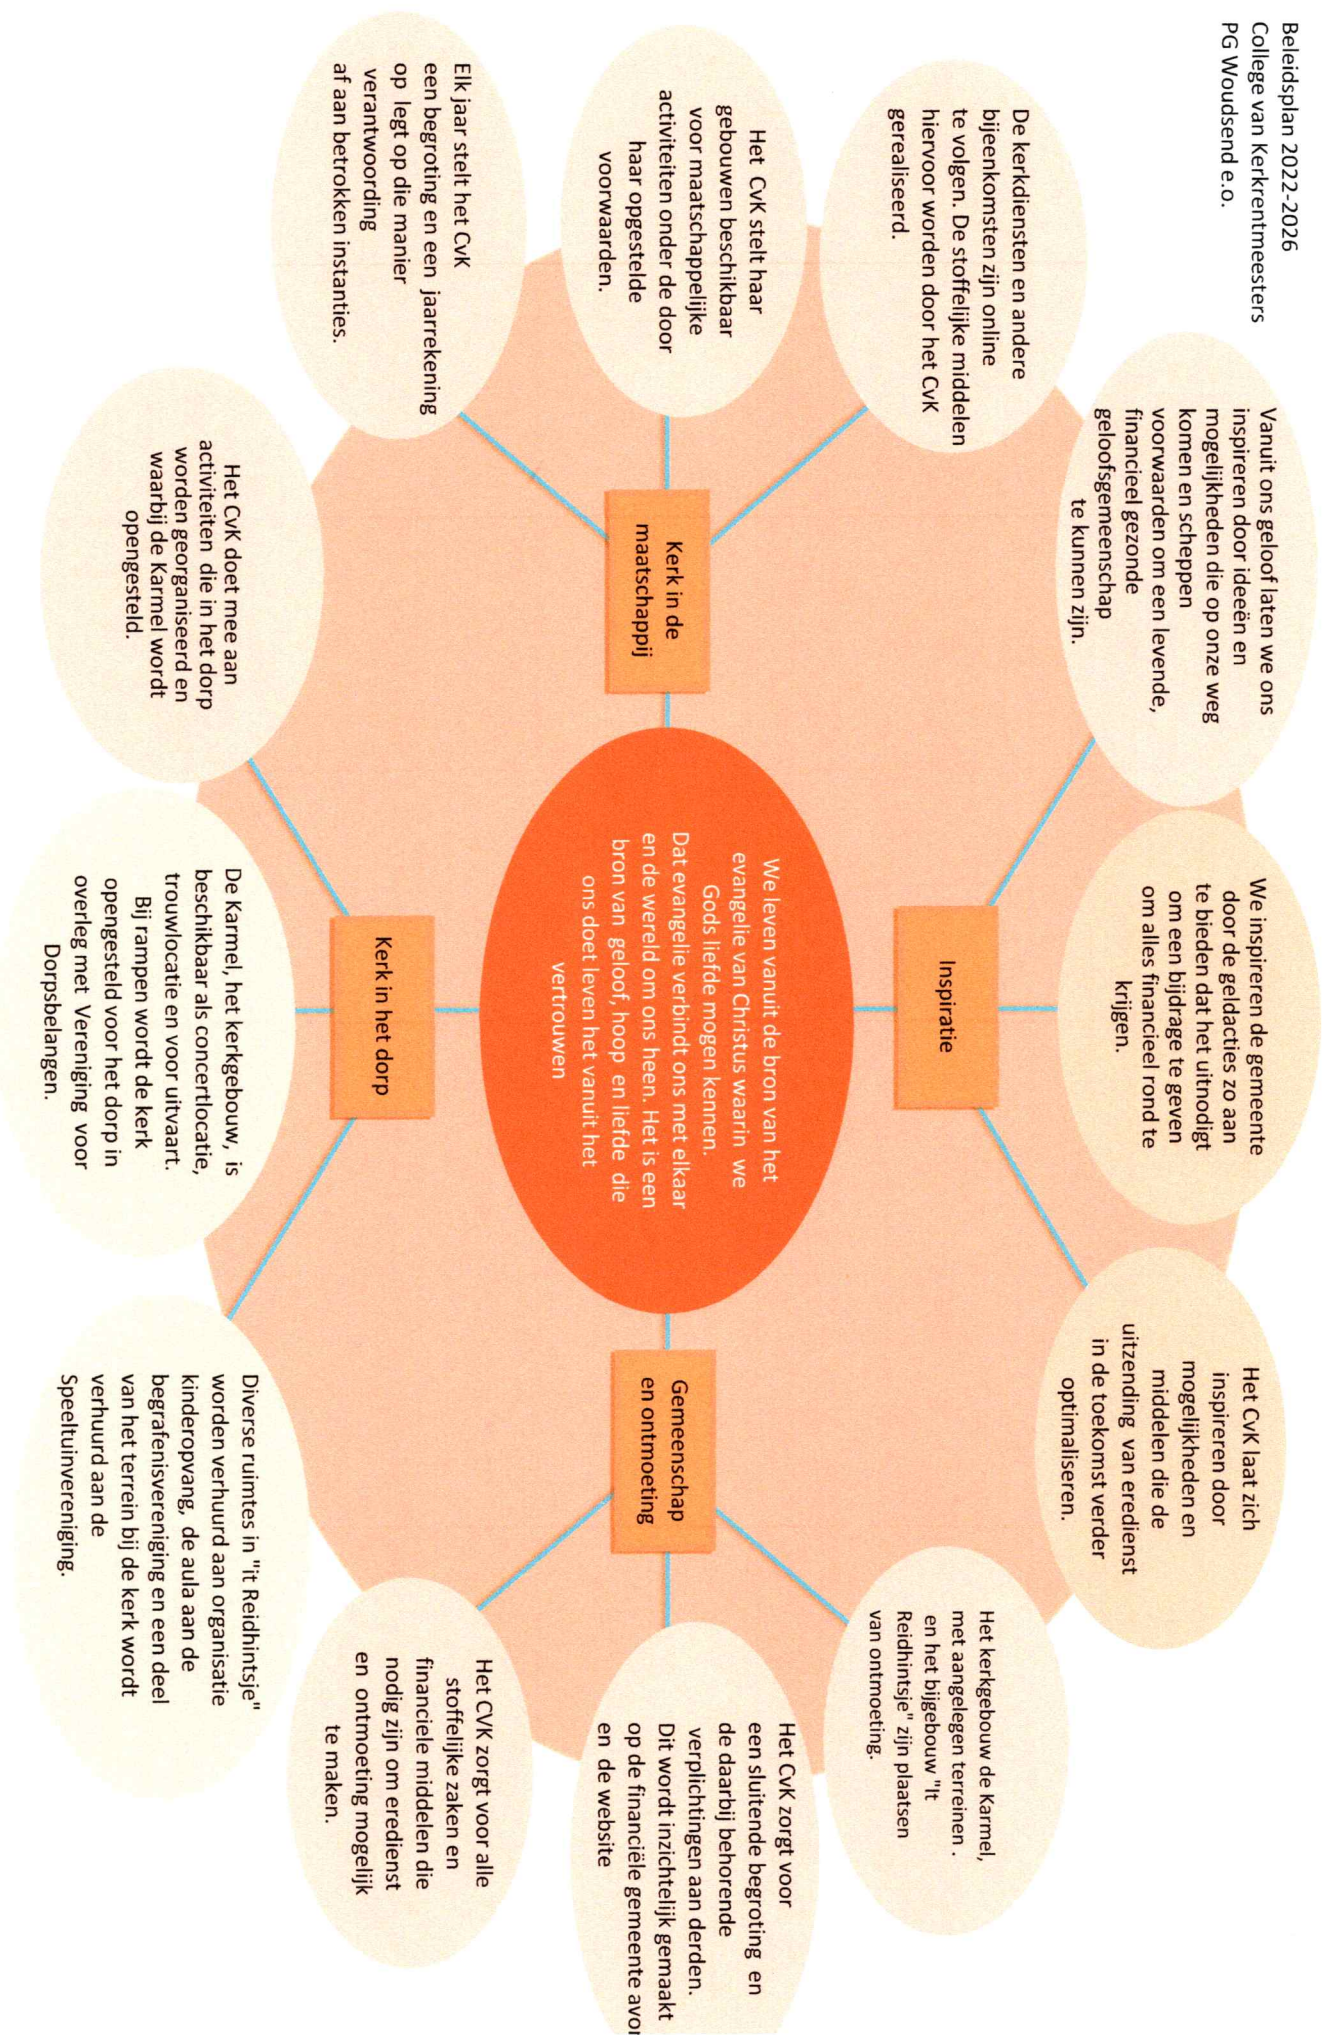 Beleidsplan 2022-2026
College van Kerkrentmeesters
PG Woudsend e.o.
Vanuit ons geloof laten we ons
inspireren door ideeën en
mogelijkheden die op onze weg
komen en scheppen
voorwaarden om een levende,
financieel gezonde
geloofsgemeenschap
te kunnen zijn.
We inspireren de gemeente
door de geldacties zo aan
te bieden dat het uitnodigt
om een bijdrage te geven
om alles financieel rond te
krijgen.
Het CvK laat zich
inspireren door
mogelijkheden en
middelen die de
uitzending van eredienst
in de toekomst verder
optimaliseren.
De kerkdiensten en andere
bijeenkomsten zijn online
te volgen. De stoffelijke middelen
hiervoor worden door het CvK
gerealiseerd.
Inspiratie
Het kerkgebouw de Karmel,
met aangelegen terreinen .
en het bijgebouw "It
Reidhintsje" zijn plaatsen
van ontmoeting.
Het CvK stelt haar
gebouwen beschikbaar
voor maatschappelijke
activiteiten onder de door
haar opgestelde
voorwaarden.
Kerk in de
maatschappij
We leven vanuit de bron van het
evangelie van Christus waarin we
Gods liefde mogen kennen.
Dat evangelie verbindt ons met elkaar
en de wereld om ons heen. Het is een
bron van geloof, hoop en liefde die
ons doet leven het vanuit het
vertrouwen
Gemeenschap
en ontmoeting
Het CvK zorgt voor
een sluitende begroting en
de daarbij behorende
verplichtingen aan derden.
Dit wordt inzichtelijk gemaakt
op de financiële gemeente avon
en de website
Elk jaar stelt het CvK
een begroting en een jaarrekening
op legt op die manier
verantwoording
af aan betrokken instanties.
Kerk in het dorp
Het CVK zorgt voor alle
stoffelijke zaken en
financiele middelen die
nodig zijn om eredienst
en ontmoeting mogelijk
te maken.
Het CvK doet mee aan
activiteiten die in het dorp
worden georganiseerd en
waarbij de Karmel wordt
opengesteld.
De Karmel, het kerkgebouw, is
beschikbaar als concertlocatie,
trouwlocatie en voor uitvaart.
Bij rampen wordt de kerk
opengesteld voor het dorp in
overleg met Vereniging voor
Dorpsbelangen.
Diverse ruimtes in "it Reidhintsje"
worden verhuurd aan organisatie
kinderopvang, de aula aan de
begrafenisvereniging en een deel
van het terrein bij de kerk wordt
verhuurd aan de
Speeltuinvereniging.